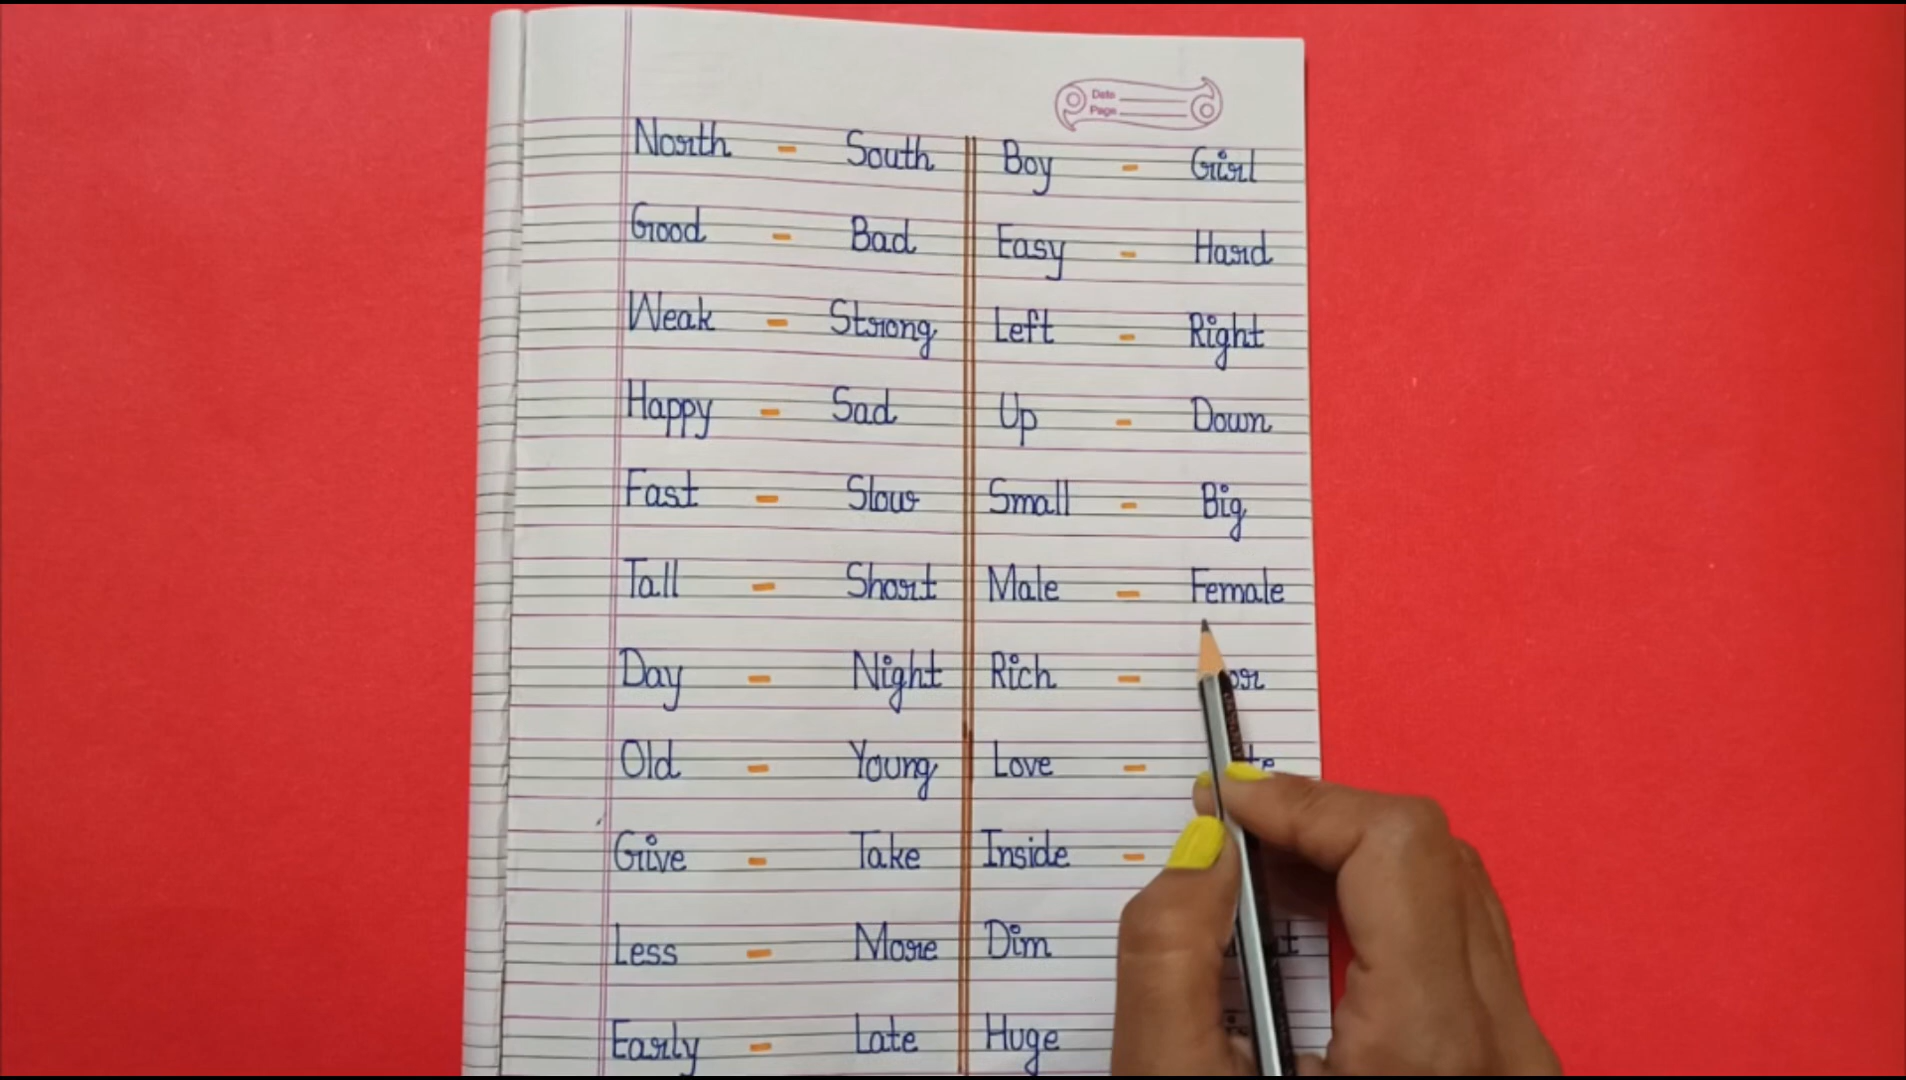 Date
Page
North - South Boy - Girl
Good - Bad Easy - Hard
Weak - Strong Left - Right
Happy - Sad Up - Down
Fast - Slow Small - Big
Tall - Short Male - Female
Day - Night Rich -
Old - Young Love -
Give - Take Inside -
Less - More Dim
Early - Late Huge